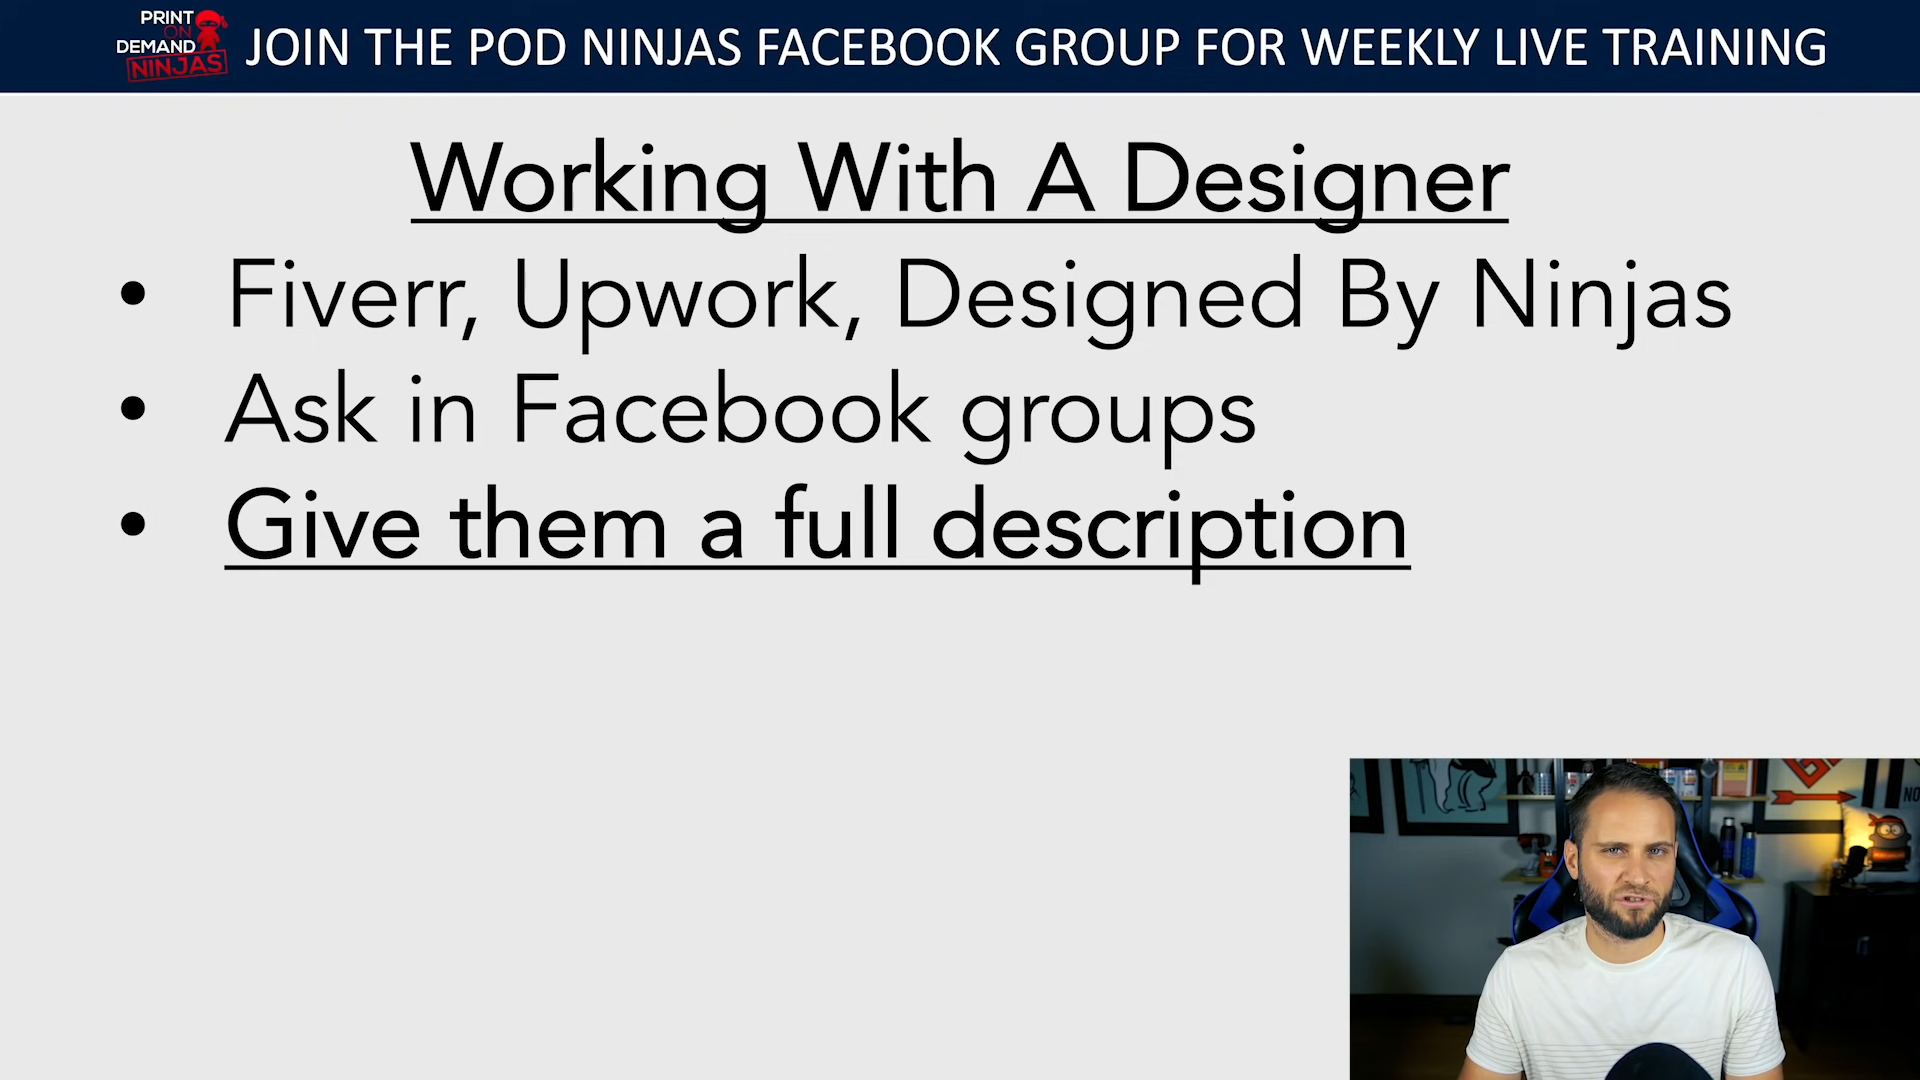 PRINT
ON
DEMAND
NINJAS
JOIN THE POD NINJAS FACEBOOK GROUP FOR WEEKLY LIVE TRAINING
Working With A Designer
• Fiverr, Upwork, Designed By Ninjas
• Ask in Facebook groups
• Give them a full description
NO